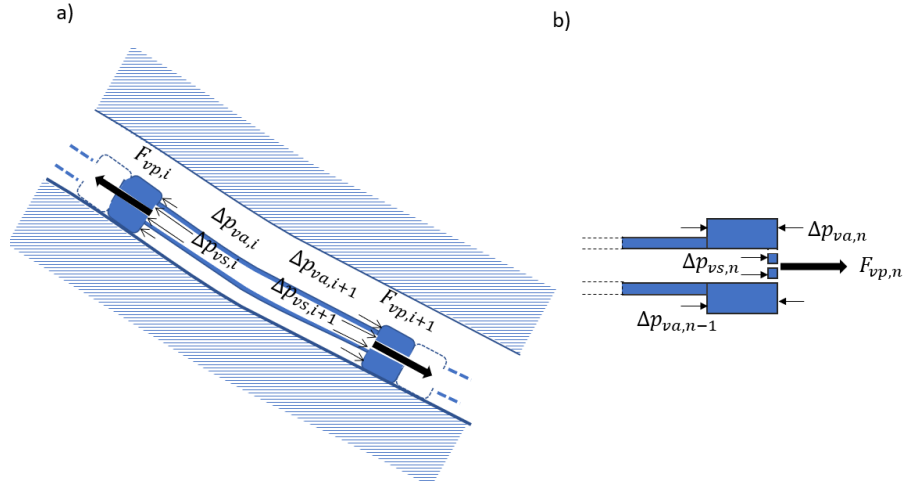 a)
b)
F_{vp,i}
Δp_{va,i}
Δp_{vs,i}
Δp_{va,i+1}
Δp_{vs,i+1}
F_{vp,i+1}
Δp_{va,n}
Δp_{vs,n}
F_{vp,n}
Δp_{va,n−1}